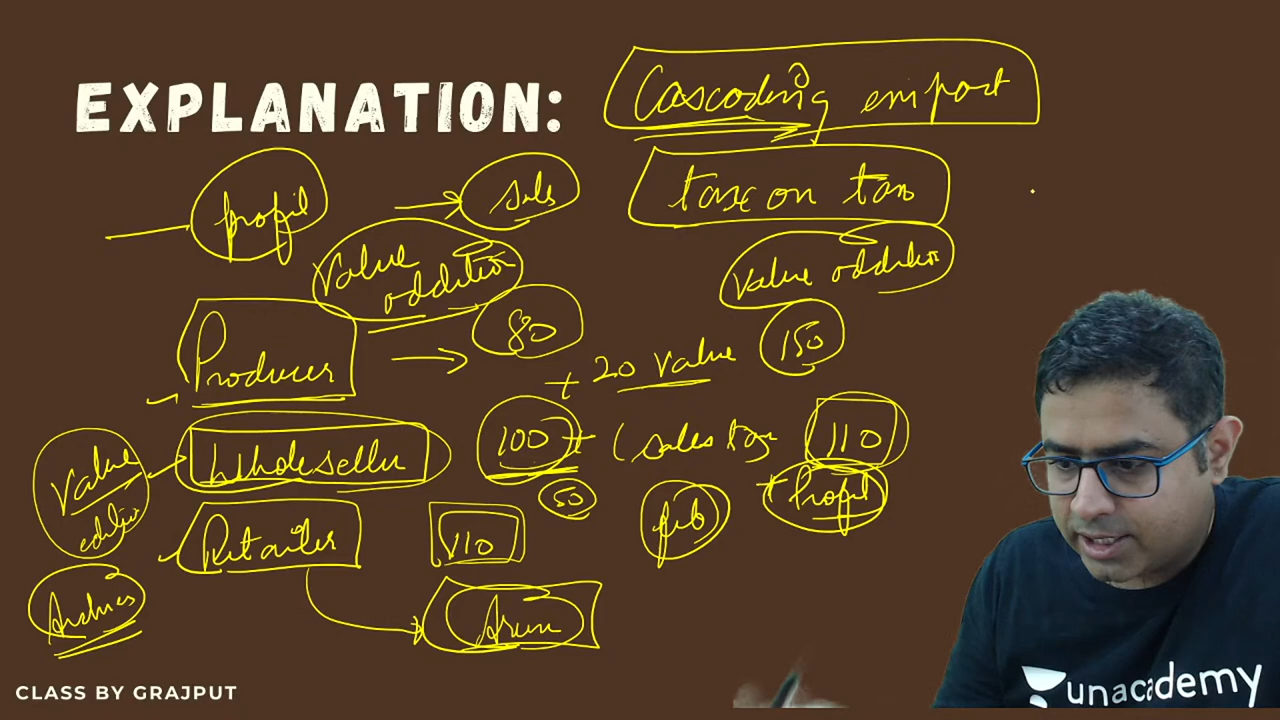 EXPLANATION:
Cascading impact
tax on tax
profit → sales
value addition
value addition
Producer → 80
+ 20 value
150
value addition
Wholeseller
100 + (sales tax
110
50
+ Profit
Retailer
110
Arun
CLASS BY GRAJPUT
unacademy